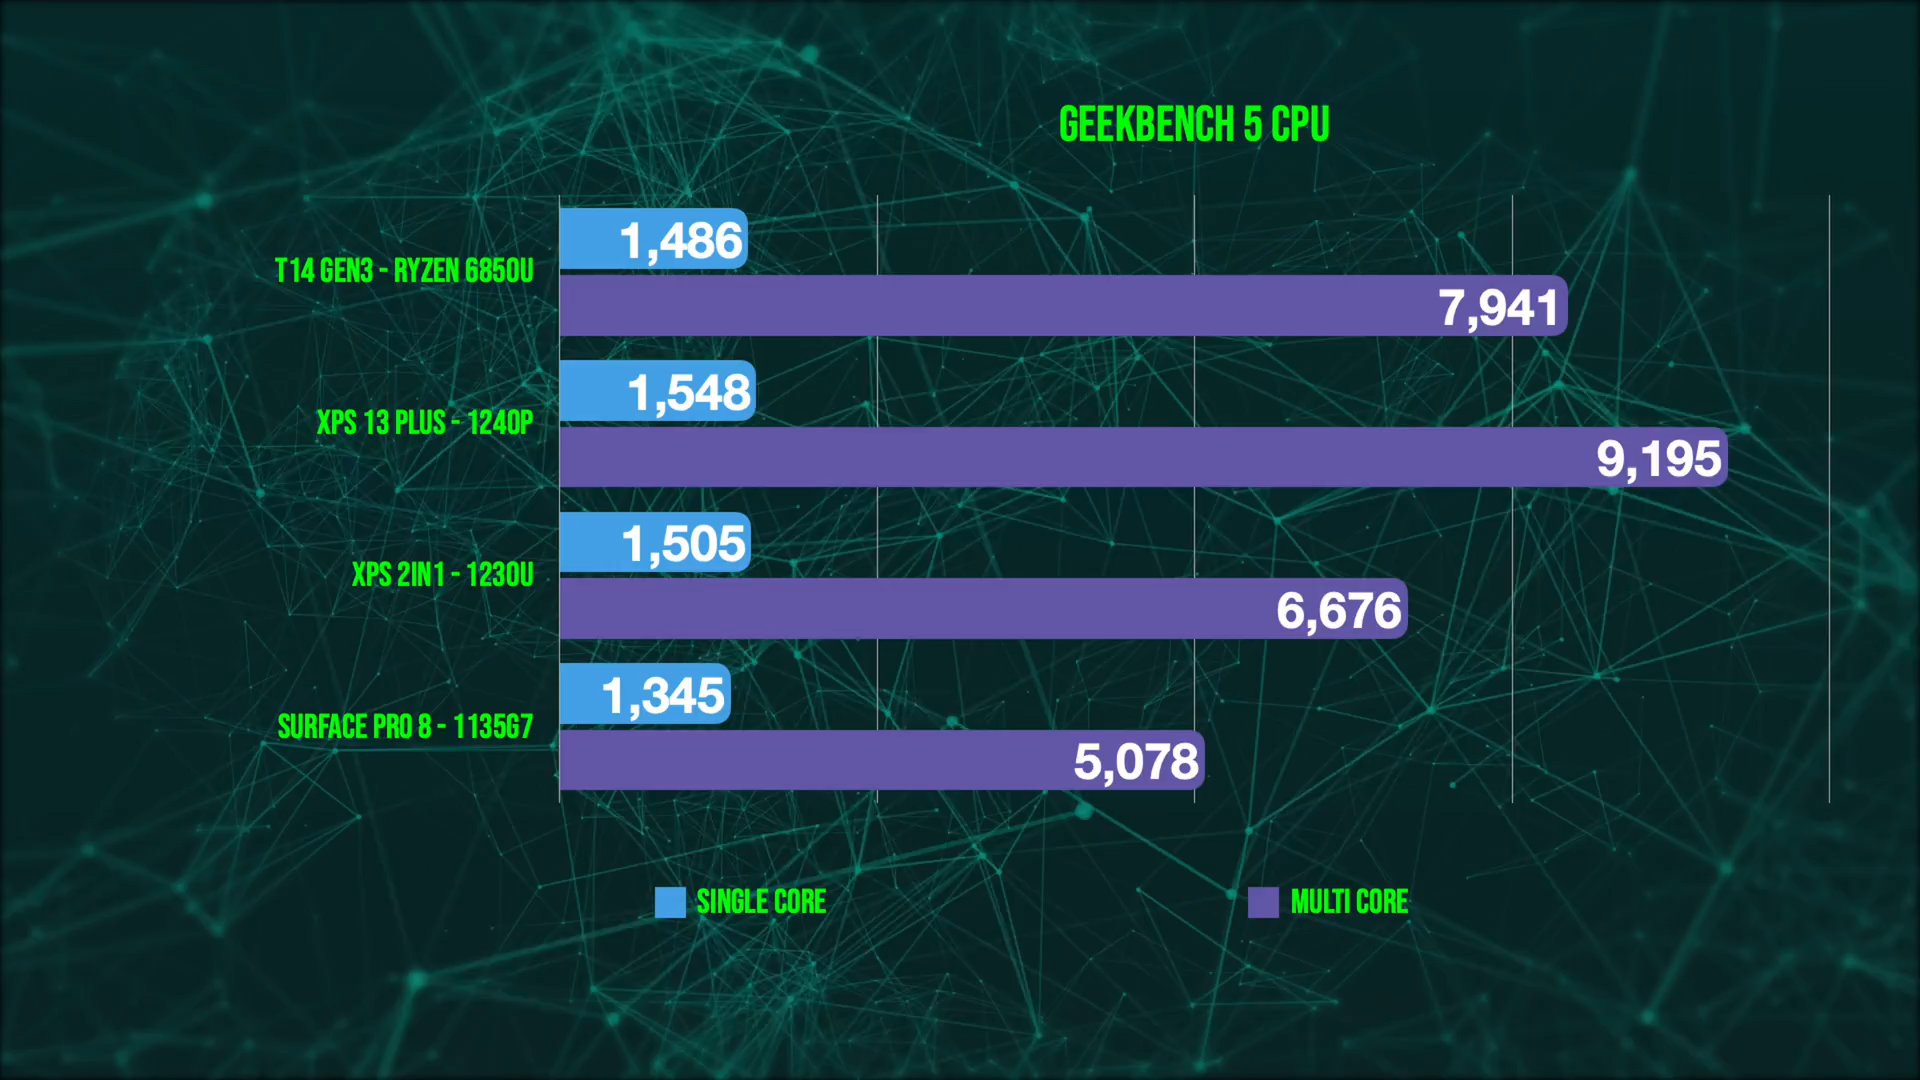 GEEKBENCH 5 CPU
T14 GEN3 - RYZEN 6850U
1,486
7,941
XPS 13 PLUS - 1240P
1,548
9,195
XPS 2IN1 - 1230U
1,505
6,676
SURFACE PRO 8 - 1135G7
1,345
5,078
SINGLE CORE
MULTI CORE